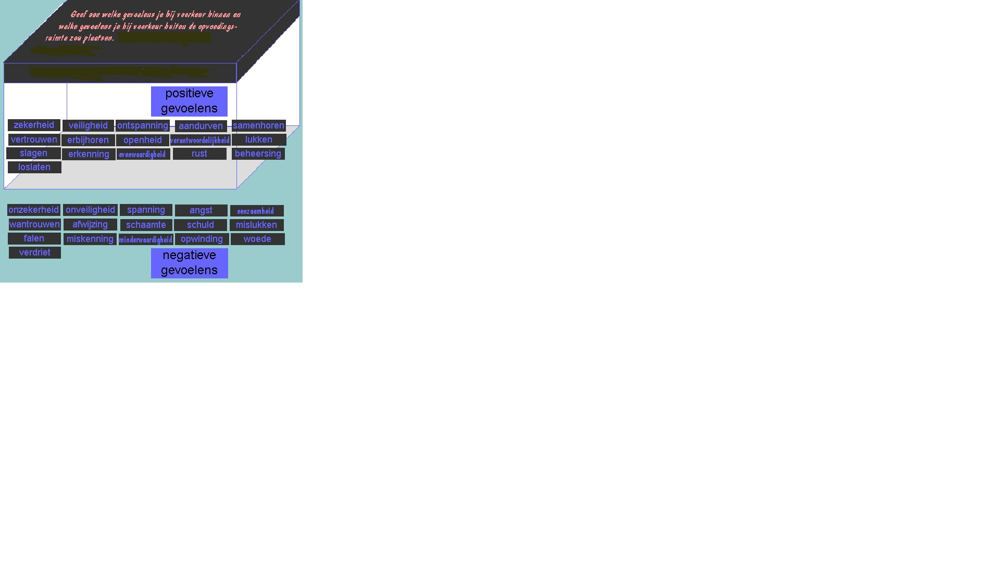 Geef aan welke gevoelens je bij voorkeur binnen en
welke gevoelens je bij voorkeur buiten de opvoedings-
ruimte zou plaatsen.
positieve
gevoelens
zekerheid veiligheid ontspanning aandurven samenhoren
vertrouwen erbijhoren openheid verantwoordelijkheid lukken
slagen erkenning evenwaardigheid rust beheersing
loslaten
onzekerheid onveiligheid spanning angst eenzaamheid
wantrouwen afwijzing schaamte schuld mislukken
falen miskenning minderwaardigheid opwinding woede
verdriet
negatieve
gevoelens